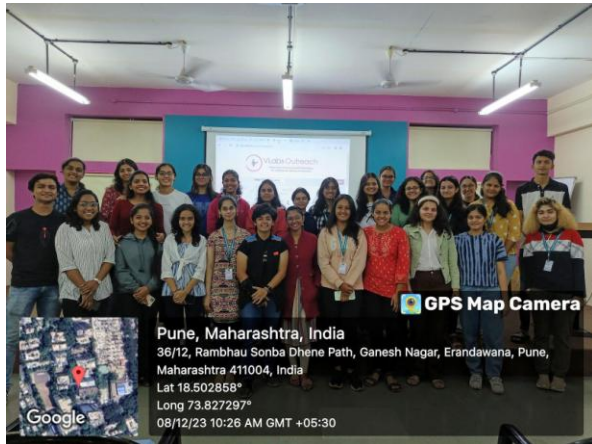 VLabs Outreach
GPS Map Camera
Pune, Maharashtra, India
36/12, Rambhau Sonba Dhene Path, Ganesh Nagar, Erandawana, Pune,
Maharashtra 411004, India
Lat 18.502858°
Long 73.827297°
08/12/23 10:26 AM GMT +05:30
Google